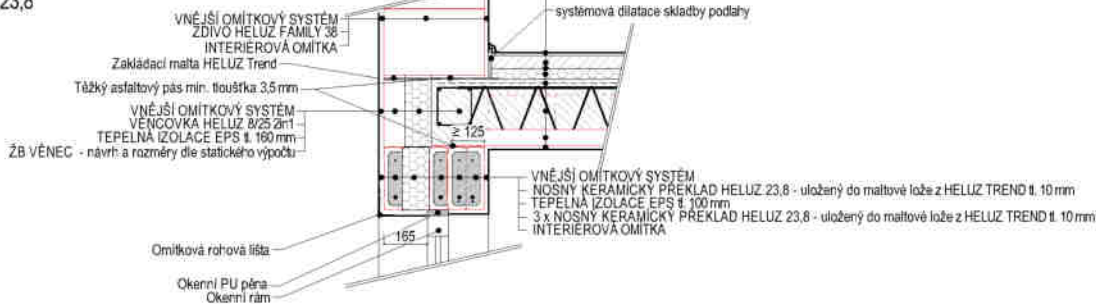 23,8
VNĚJŠÍ OMÍTKOVÝ SYSTÉM
ZDIVO HELUZ FAMILY 38
INTERIÉROVÁ OMÍTKA
Zakládací malta HELUZ Trend
Těžký asfaltový pás min. tloušťka 3,5 mm
VNĚJŠÍ OMÍTKOVÝ SYSTÉM
VĚNCOVKA HELUZ 8/25 2in1
TEPELNÁ IZOLACE EPS tl. 160 mm
ŽB VĚNEC - návrh a rozměry dle statického výpočtu
systémová dilatace skladby podlahy
≥ 125
VNĚJŠÍ OMÍTKOVÝ SYSTÉM
NOSNÝ KERAMICKÝ PŘEKLAD HELUZ 23,8 - uložený do maltové lože z HELUZ TREND tl. 10 mm
TEPELNÁ IZOLACE EPS tl. 100 mm
3 x NOSNÝ KERAMICKÝ PŘEKLAD HELUZ 23,8 - uložený do maltové lože z HELUZ TREND tl. 10 mm
INTERIÉROVÁ OMÍTKA
165
Omítková rohová lišta
Okenní PU pěna
Okenní rám